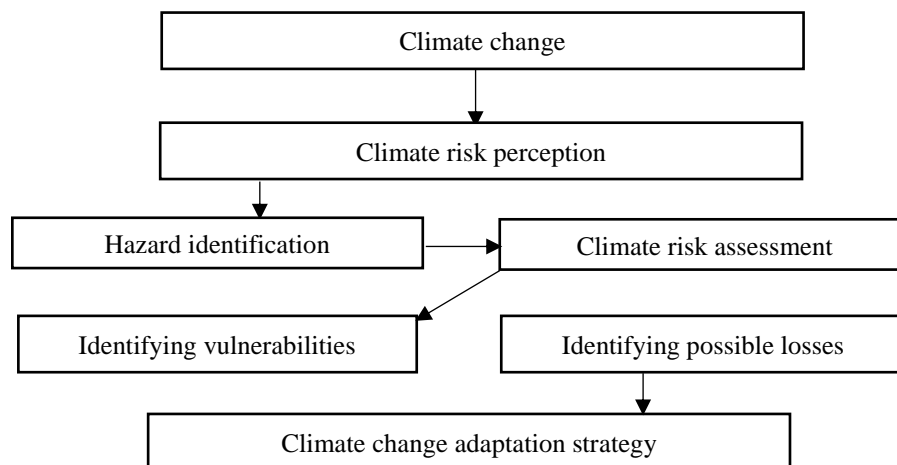 Climate change
Climate risk perception
Hazard identification
Climate risk assessment
Identifying vulnerabilities
Identifying possible losses
Climate change adaptation strategy